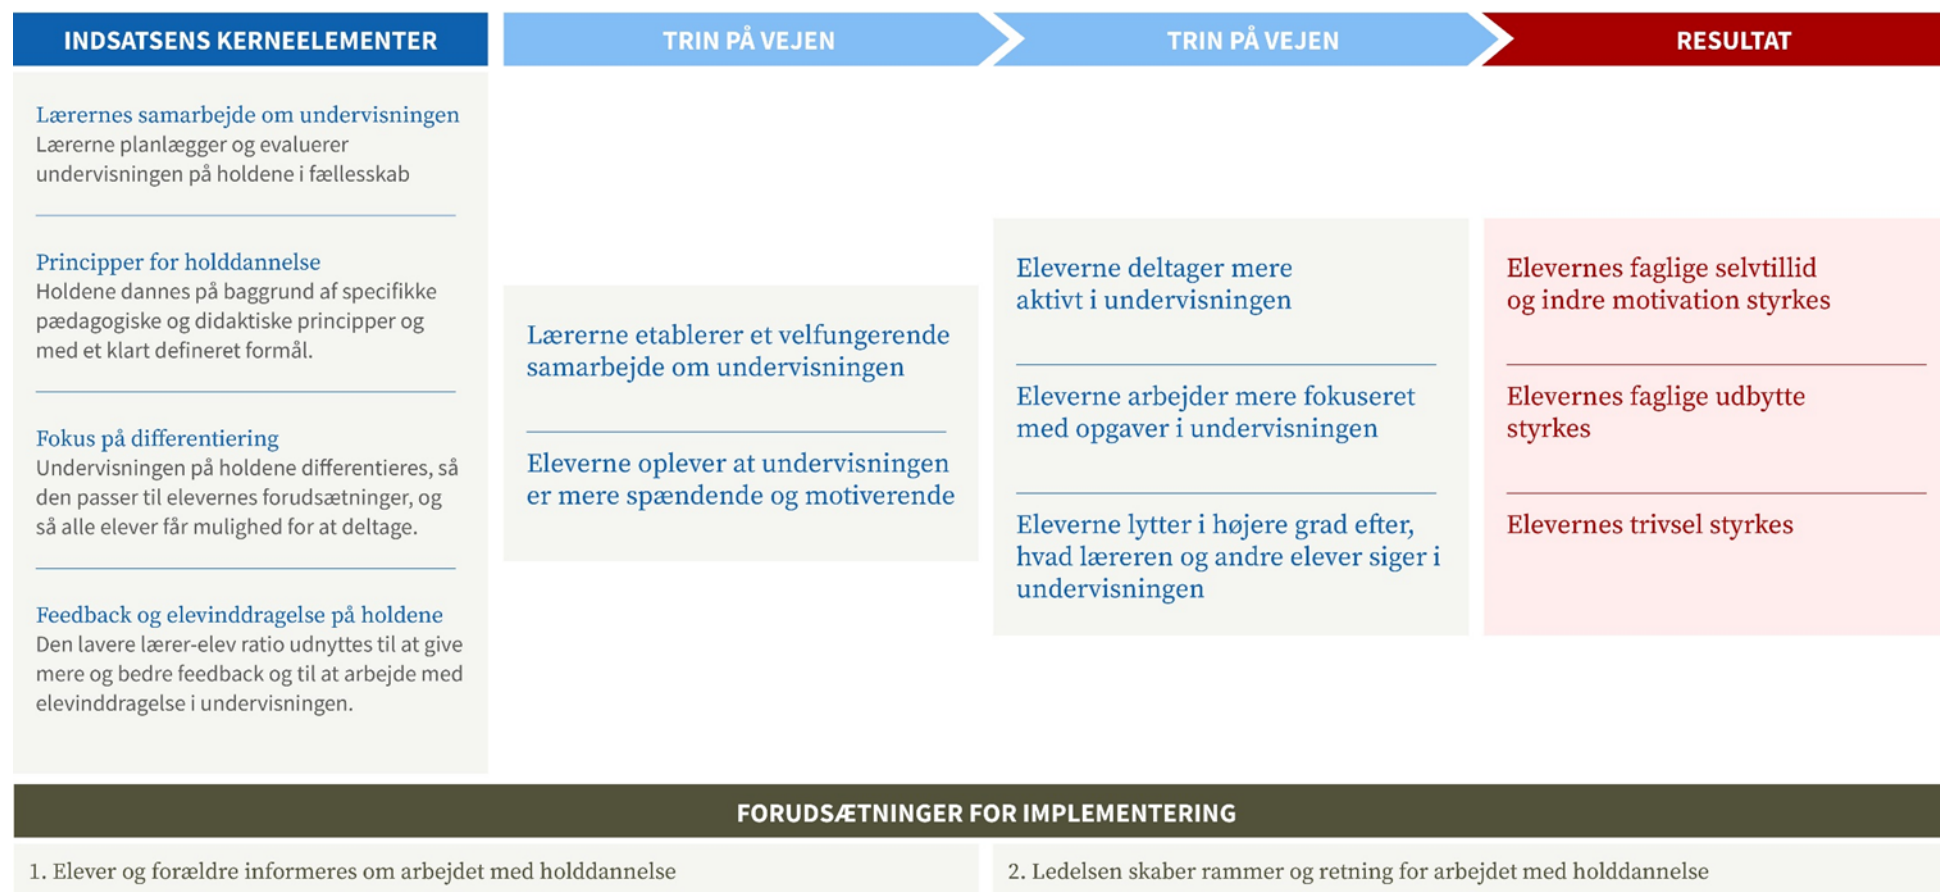 INDSATSENS KERNEELEMENTER
Lærernes samarbejde om undervisningen
Lærerne planlægger og evaluerer
undervisningen på holdene i fællesskab
Principper for holddannelse
Holdene dannes på baggrund af specifikke
pædagogiske og didaktiske principper og
med et klart defineret formål.
Fokus på differentiering
Undervisningen på holdene differentieres, så
den passer til elevernes forudsætninger, og
så alle elever får mulighed for at deltage.
Feedback og elevinddragelse på holdene
Den lavere lærer-elev ratio udnyttes til at give
mere og bedre feedback og til at arbejde med
elevinddragelse i undervisningen.
TRIN PÅ VEJEN
Lærerne etablerer et velfungerende
samarbejde om undervisningen
Eleverne oplever at undervisningen
er mere spændende og motiverende
TRIN PÅ VEJEN
Eleverne deltager mere
aktivt i undervisningen
Eleverne arbejder mere fokuseret
med opgaver i undervisningen
Eleverne lytter i højere grad efter,
hvad læreren og andre elever siger i
undervisningen
RESULTAT
Elevernes faglige selvtillid
og indre motivation styrkes
Elevernes faglige udbytte
styrkes
Elevernes trivsel styrkes
FORUDSÆTNINGER FOR IMPLEMENTERING
1. Elever og forældre informeres om arbejdet med holddannelse
2. Ledelsen skaber rammer og retning for arbejdet med holddannelse